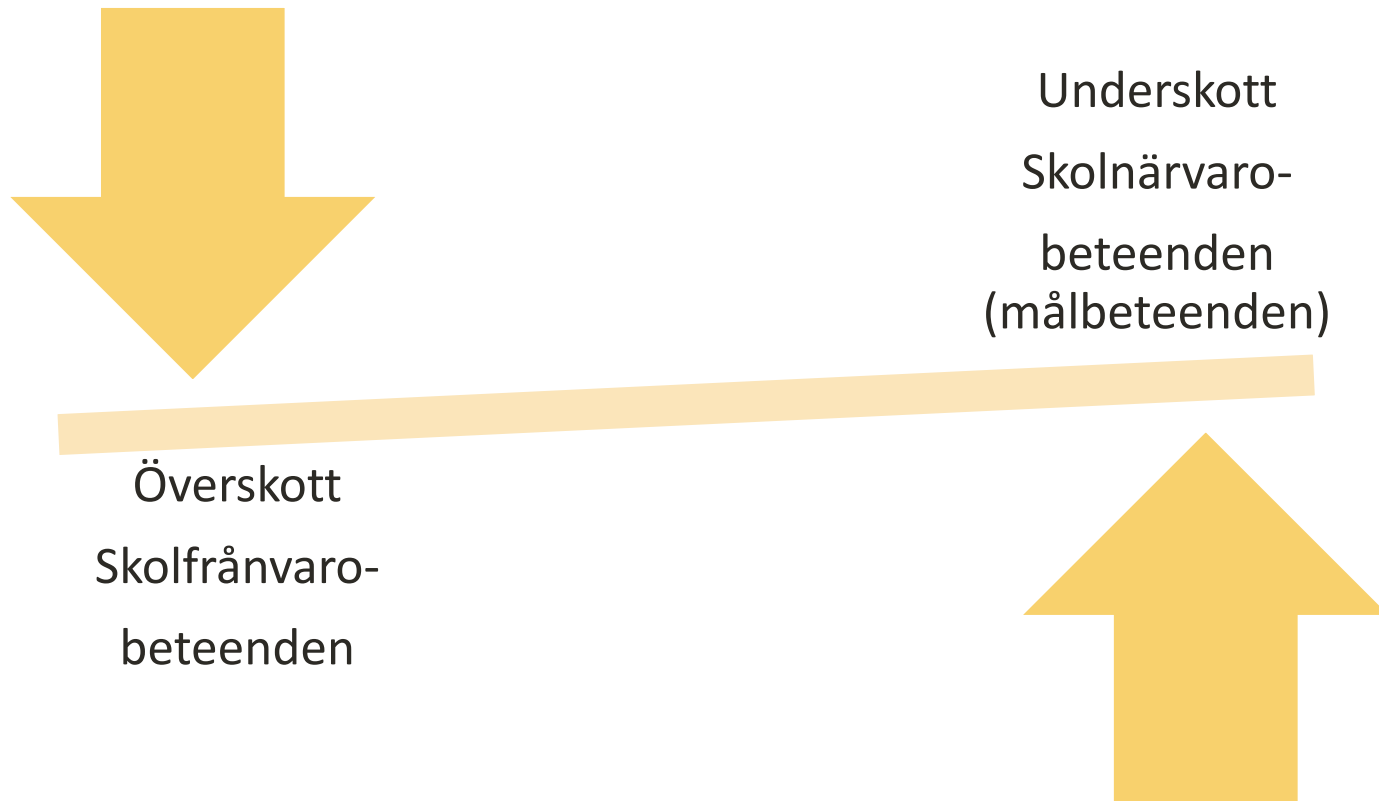 Underskott
Skolnärvaro-
beteenden
(målbeteenden)
Överskott
Skolfrånvaro-
beteenden